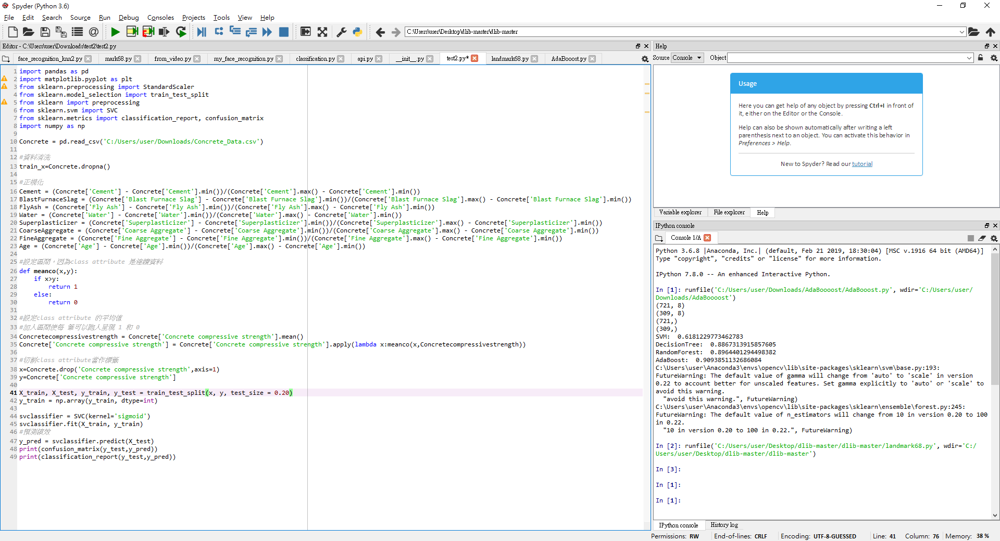 Spyder (Python 3.6)
File Edit Search Source Run Debug Consoles Projects Tools View Help
C:\Users\user\Desktop\dlib-master\dlib-master
Editor - C:\Users\user\Downloads\test2\test2.py
face_recognition_knn2.py mark68.py from_video.py my_face_recognition.py classification.py api.py __init__.py test2.py* landmark68.py AdaBooost.py
1 import pandas as pd
2 import matplotlib.pyplot as plt
3 from sklearn.preprocessing import StandardScaler
4 from sklearn.model_selection import train_test_split
5 from sklearn import preprocessing
6 from sklearn.svm import SVC
7 from sklearn.metrics import classification_report, confusion_matrix
8 import numpy as np
9
10 Concrete = pd.read_csv('C:/Users/user/Downloads/Concrete_Data.csv')
11
12 #資料清洗
13 train_x=Concrete.dropna()
14
15 #正規化
16 Cement = (Concrete['Cement'] - Concrete['Cement'].min())/(Concrete['Cement'].max() - Concrete['Cement'].min())
17 BlastFurnaceSlag = (Concrete['Blast Furnace Slag'] - Concrete['Blast Furnace Slag'].min())/(Concrete['Blast Furnace Slag'].max() - Concrete['Blast Furnace Slag'].min())
18 FlyAsh = (Concrete['Fly Ash'] - Concrete['Fly Ash'].min())/(Concrete['Fly Ash'].max() - Concrete['Fly Ash'].min())
19 Water = (Concrete['Water'] - Concrete['Water'].min())/(Concrete['Water'].max() - Concrete['Water'].min())
20 Superplasticizer = (Concrete['Superplasticizer'] - Concrete['Superplasticizer'].min())/(Concrete['Superplasticizer'].max() - Concrete['Superplasticizer'].min())
21 CoarseAggregate = (Concrete['Coarse Aggregate'] - Concrete['Coarse Aggregate'].min())/(Concrete['Coarse Aggregate'].max() - Concrete['Coarse Aggregate'].min())
22 FineAggregate = (Concrete['Fine Aggregate'] - Concrete['Fine Aggregate'].min())/(Concrete['Fine Aggregate'].max() - Concrete['Fine Aggregate'].min())
23 Age = (Concrete['Age'] - Concrete['Age'].min())/(Concrete['Age'].max() - Concrete['Age'].min())
24
25 #設定區間，因為class attribute 是連續資料
26 def meanco(x,y):
27 if x>y:
28 return 1
29 else:
30 return 0
31
32 #設定class attribute 的平均值
33 #加入區間使每 筆可以跑入呈現 1 和 0
34 Concretecompressivestrength = Concrete['Concrete compressive strength'].mean()
35 Concrete['Concrete compressive strength'] = Concrete['Concrete compressive strength'].apply(lambda x:meanco(x,Concretecompressivestrength))
36
37 #切割class attribute當作標籤
38 x=Concrete.drop('Concrete compressive strength',axis=1)
39 y=Concrete['Concrete compressive strength']
40
41 X_train, X_test, y_train, y_test = train_test_split(x, y, test_size = 0.20)
42 y_train = np.array(y_train, dtype=int)
43
44 svclassifier = SVC(kernel='sigmoid')
45 svclassifier.fit(X_train, y_train)
46 #預測績效
47 y_pred = svclassifier.predict(X_test)
48 print(confusion_matrix(y_test,y_pred))
49 print(classification_report(y_test,y_pred))
Help
Source Console Object
Usage
Here you can get help of any object by pressing Ctrl+I in front of
it, either on the Editor or the Console.
Help can also be shown automatically after writing a left
parenthesis next to an object. You can activate this behavior in
Preferences > Help.
New to Spyder? Read our tutorial
Variable explorer File explorer Help
IPython console
Console 1/A
Python 3.6.8 |Anaconda, Inc.| (default, Feb 21 2019, 18:30:04) [MSC v.1916 64 bit (AMD64)]
Type "copyright", "credits" or "license" for more information.
IPython 7.8.0 -- An enhanced Interactive Python.
In [1]: runfile('C:/Users/user/Downloads/AdaBoooost/AdaBooost.py', wdir='C:/Users/user/
Downloads/AdaBoooost')
(721, 8)
(309, 8)
(721,)
(309,)
SVM: 0.6181229773462783
DecisionTree: 0.8867313915857605
RandomForest: 0.8964401294498382
AdaBoost: 0.9093851132686084
C:\Users\user\Anaconda3\envs\opencv\lib\site-packages\sklearn\svm\base.py:193:
FutureWarning: The default value of gamma will change from 'auto' to 'scale' in version
0.22 to account better for unscaled features. Set gamma explicitly to 'auto' or 'scale' to
avoid this warning.
"avoid this warning.", FutureWarning)
C:\Users\user\Anaconda3\envs\opencv\lib\site-packages\sklearn\ensemble\forest.py:245:
FutureWarning: The default value of n_estimators will change from 10 in version 0.20 to 100
in 0.22.
"10 in version 0.20 to 100 in 0.22.", FutureWarning)
In [2]: runfile('C:/Users/user/Desktop/dlib-master/dlib-master/landmark68.py', wdir='C:/
Users/user/Desktop/dlib-master/dlib-master')
In [3]:
In [1]:
In [1]:
IPython console History log
Permissions: RW End-of-lines: CRLF Encoding: UTF-8-GUESSED Line: 41 Column: 76 Memory: 38 %